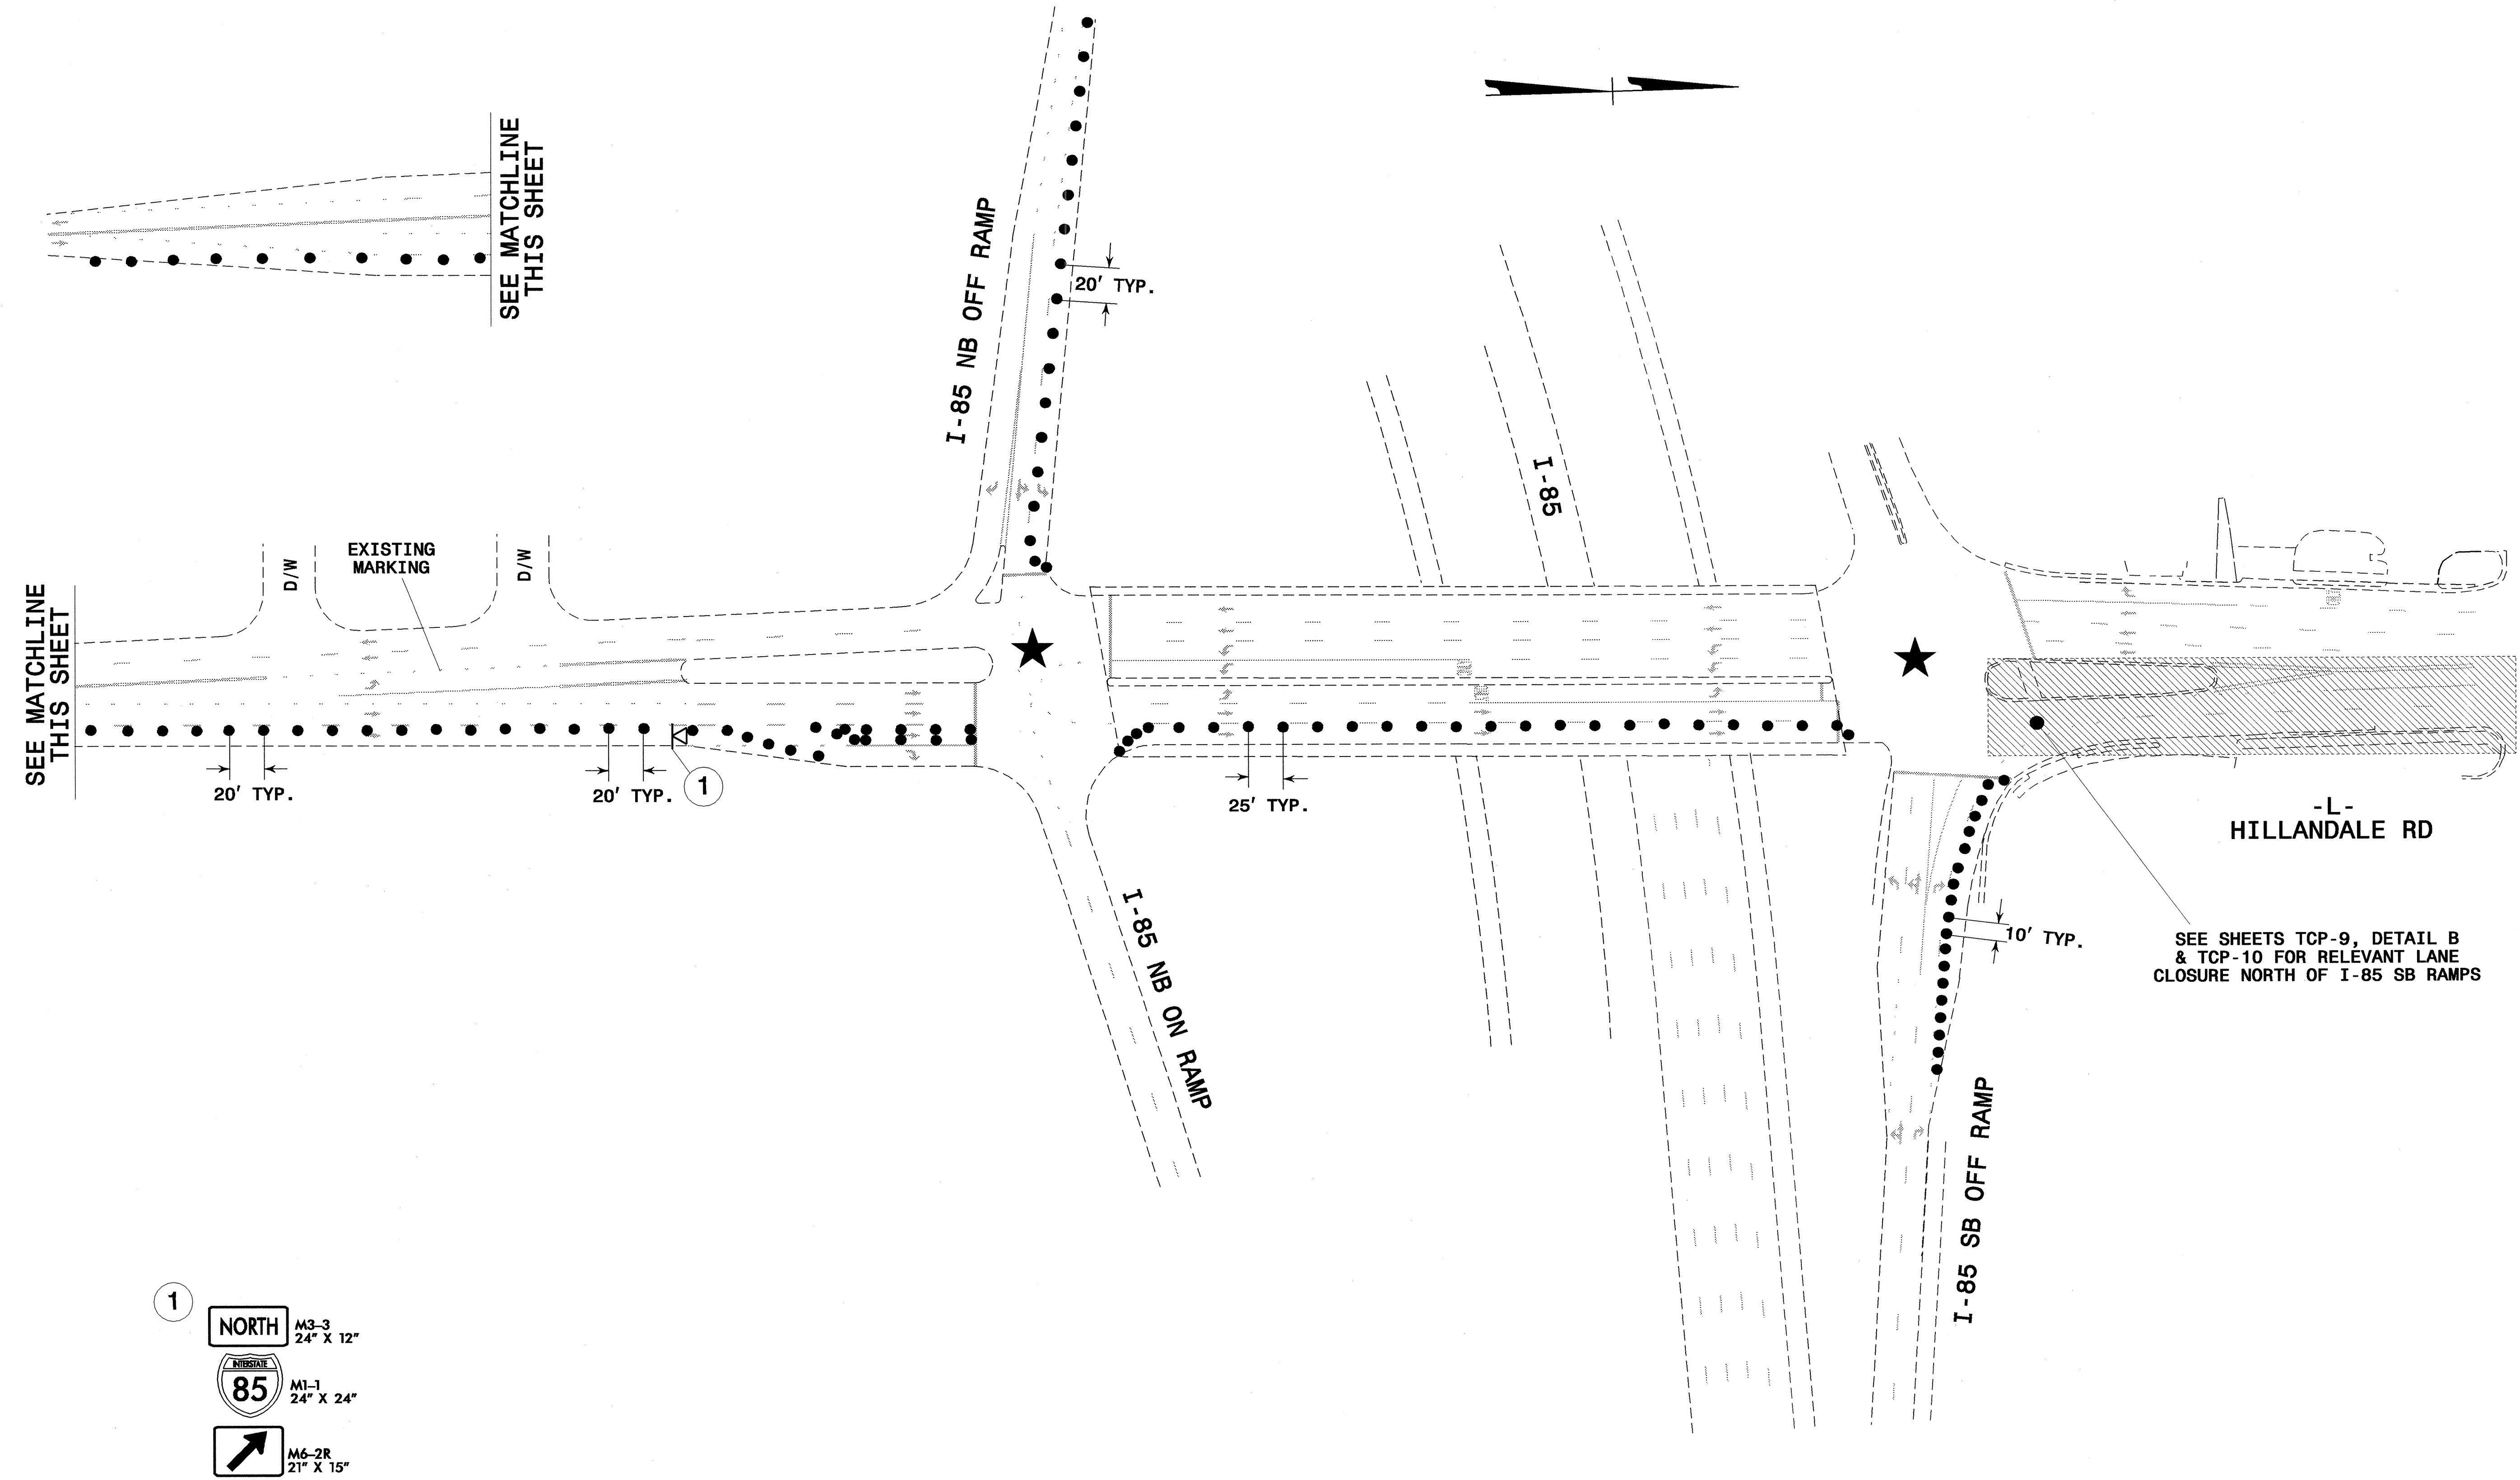 SEE MATCHLINE
THIS SHEET
I-85 NB OFF RAMP
20' TYP.
I-85
D/W
EXISTING
MARKING
D/W
SEE MATCHLINE
THIS SHEET
20' TYP.
20' TYP.
1
25' TYP.
-L-
HILLANDALE RD
I-85 NB ON RAMP
10' TYP.
SEE SHEETS TCP-9, DETAIL B
& TCP-10 FOR RELEVANT LANE
CLOSURE NORTH OF I-85 SB RAMPS
I-85 SB OFF RAMP
1
NORTH
M3-3
24" X 12"
INTERSTATE
85
M1-1
24" X 24"
M6-2R
21" X 15"